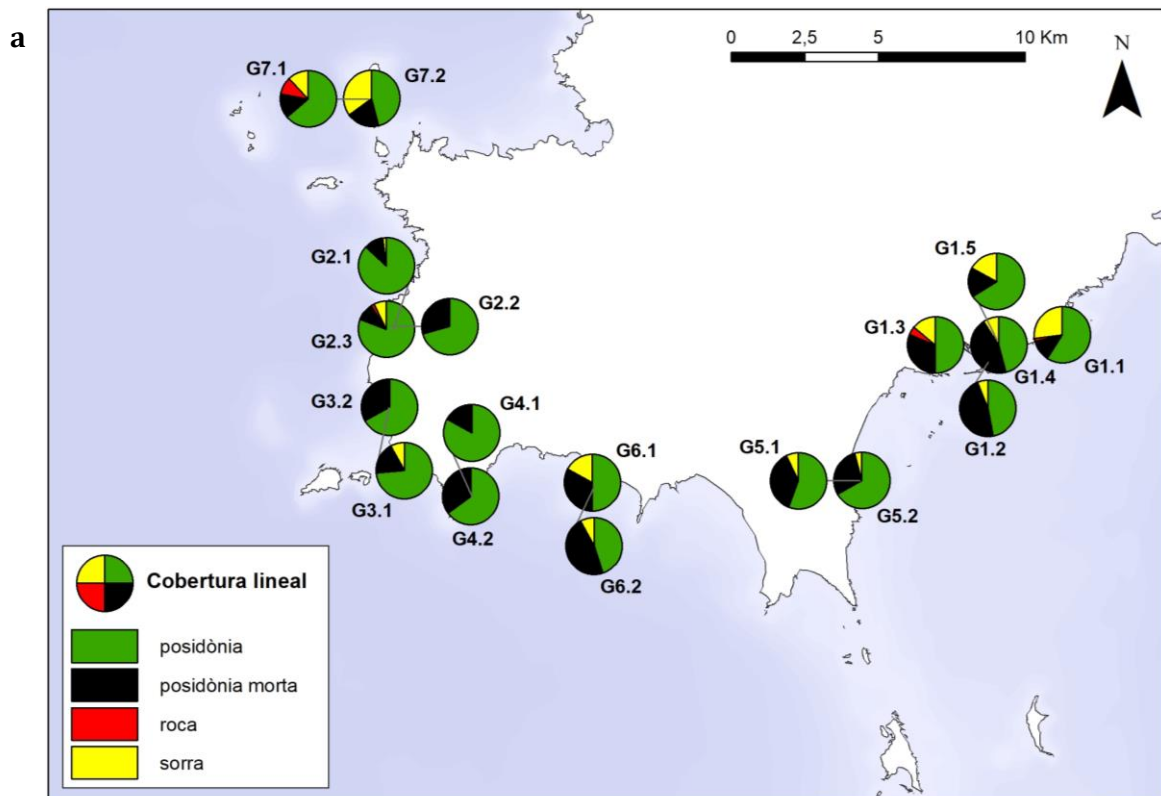 a
0 2,5 5 10 Km
N
G7.1
G7.2
G2.1
G2.2
G2.3
G3.2
G4.1
G3.1
G4.2
G6.1
G6.2
G5.1
G5.2
G1.5
G1.3
G1.4
G1.1
G1.2
Cobertura lineal
posidònia
posidònia morta
roca
sorra